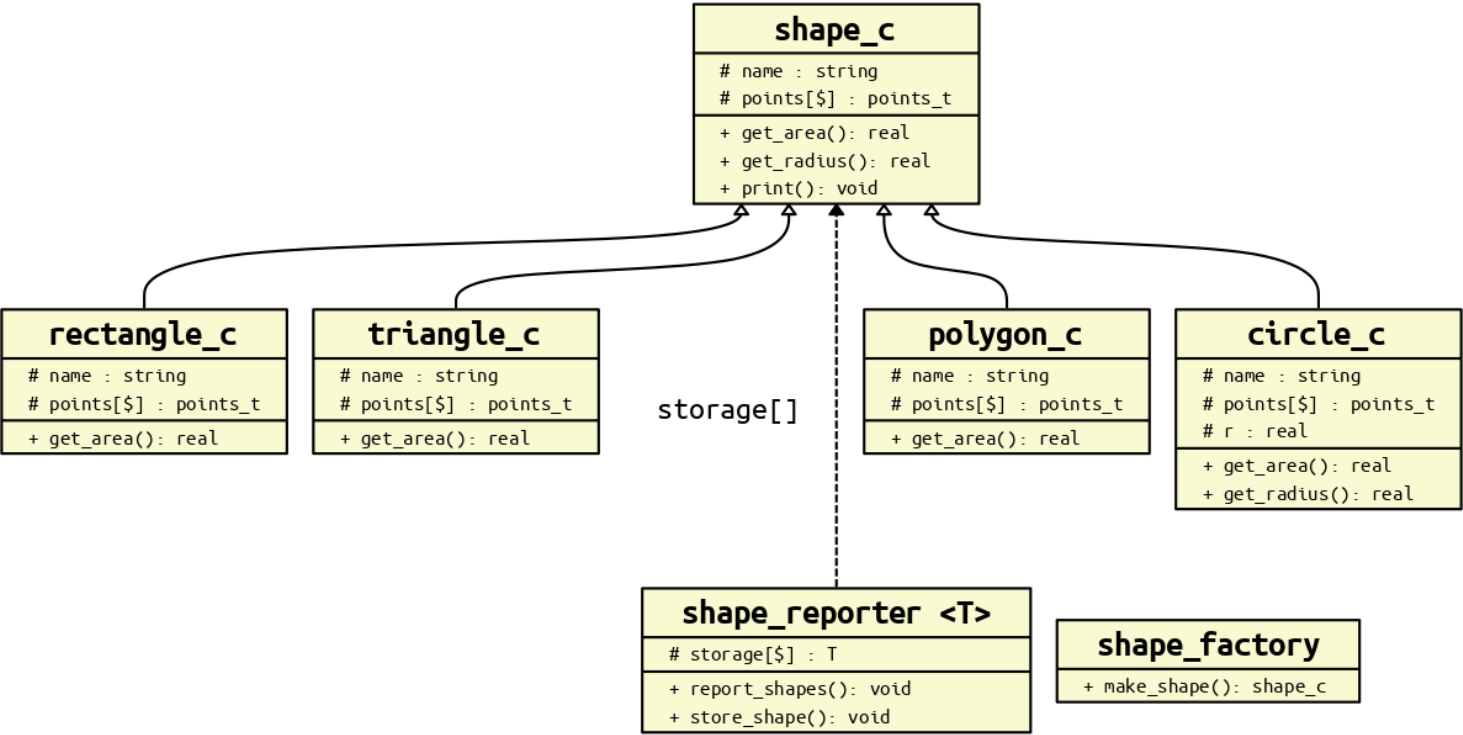 shape_c
# name : string
# points[$] : points_t
+ get_area(): real
+ get_radius(): real
+ print(): void
rectangle_c
# name : string
# points[$] : points_t
+ get_area(): real
triangle_c
# name : string
# points[$] : points_t
+ get_area(): real
storage[]
polygon_c
# name : string
# points[$] : points_t
+ get_area(): real
circle_c
# name : string
# points[$] : points_t
# r : real
+ get_area(): real
+ get_radius(): real
shape_reporter <T>
# storage[$] : T
+ report_shapes(): void
+ store_shape(): void
shape_factory
+ make_shape(): shape_c